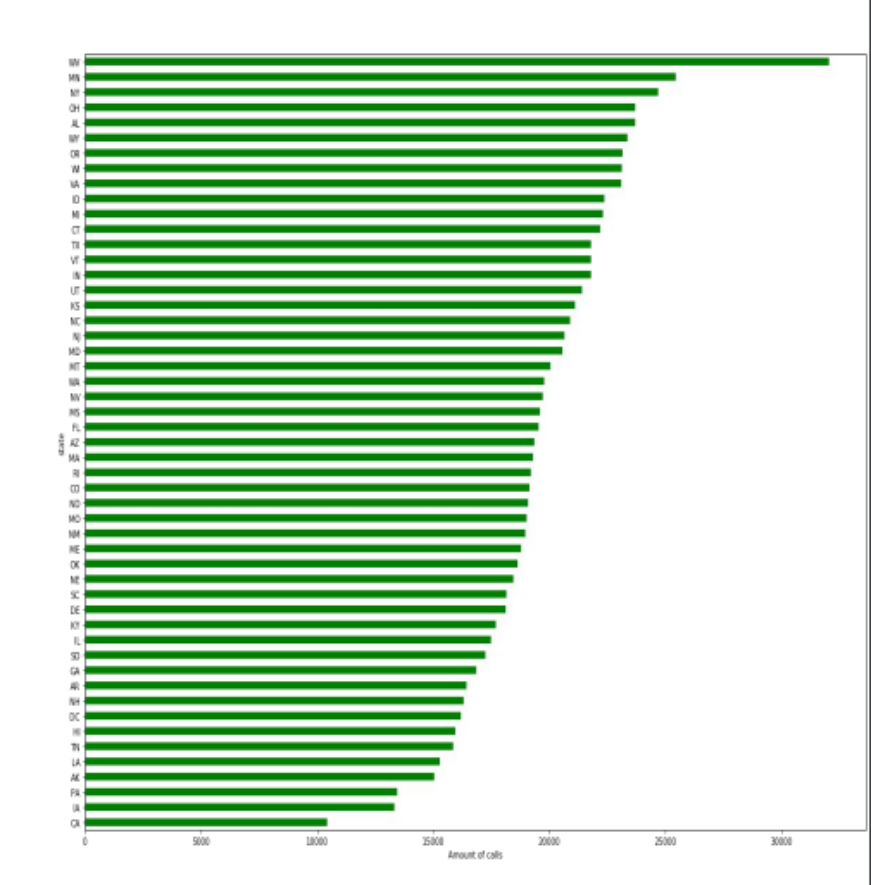 WV
MN
NY
OH
AL
WY
OR
WI
VA
ID
MI
CT
TX
VT
IN
UT
KS
NC
NJ
MD
MT
WA
NV
MS
FL
AZ
MA
RI
CO
ND
MO
NM
ME
OK
NE
SC
DE
KY
IL
SD
GA
AR
NH
DC
HI
TN
LA
AK
PA
IA
CA
state
0 5000 10000 15000 20000 25000 30000
Amount of calls